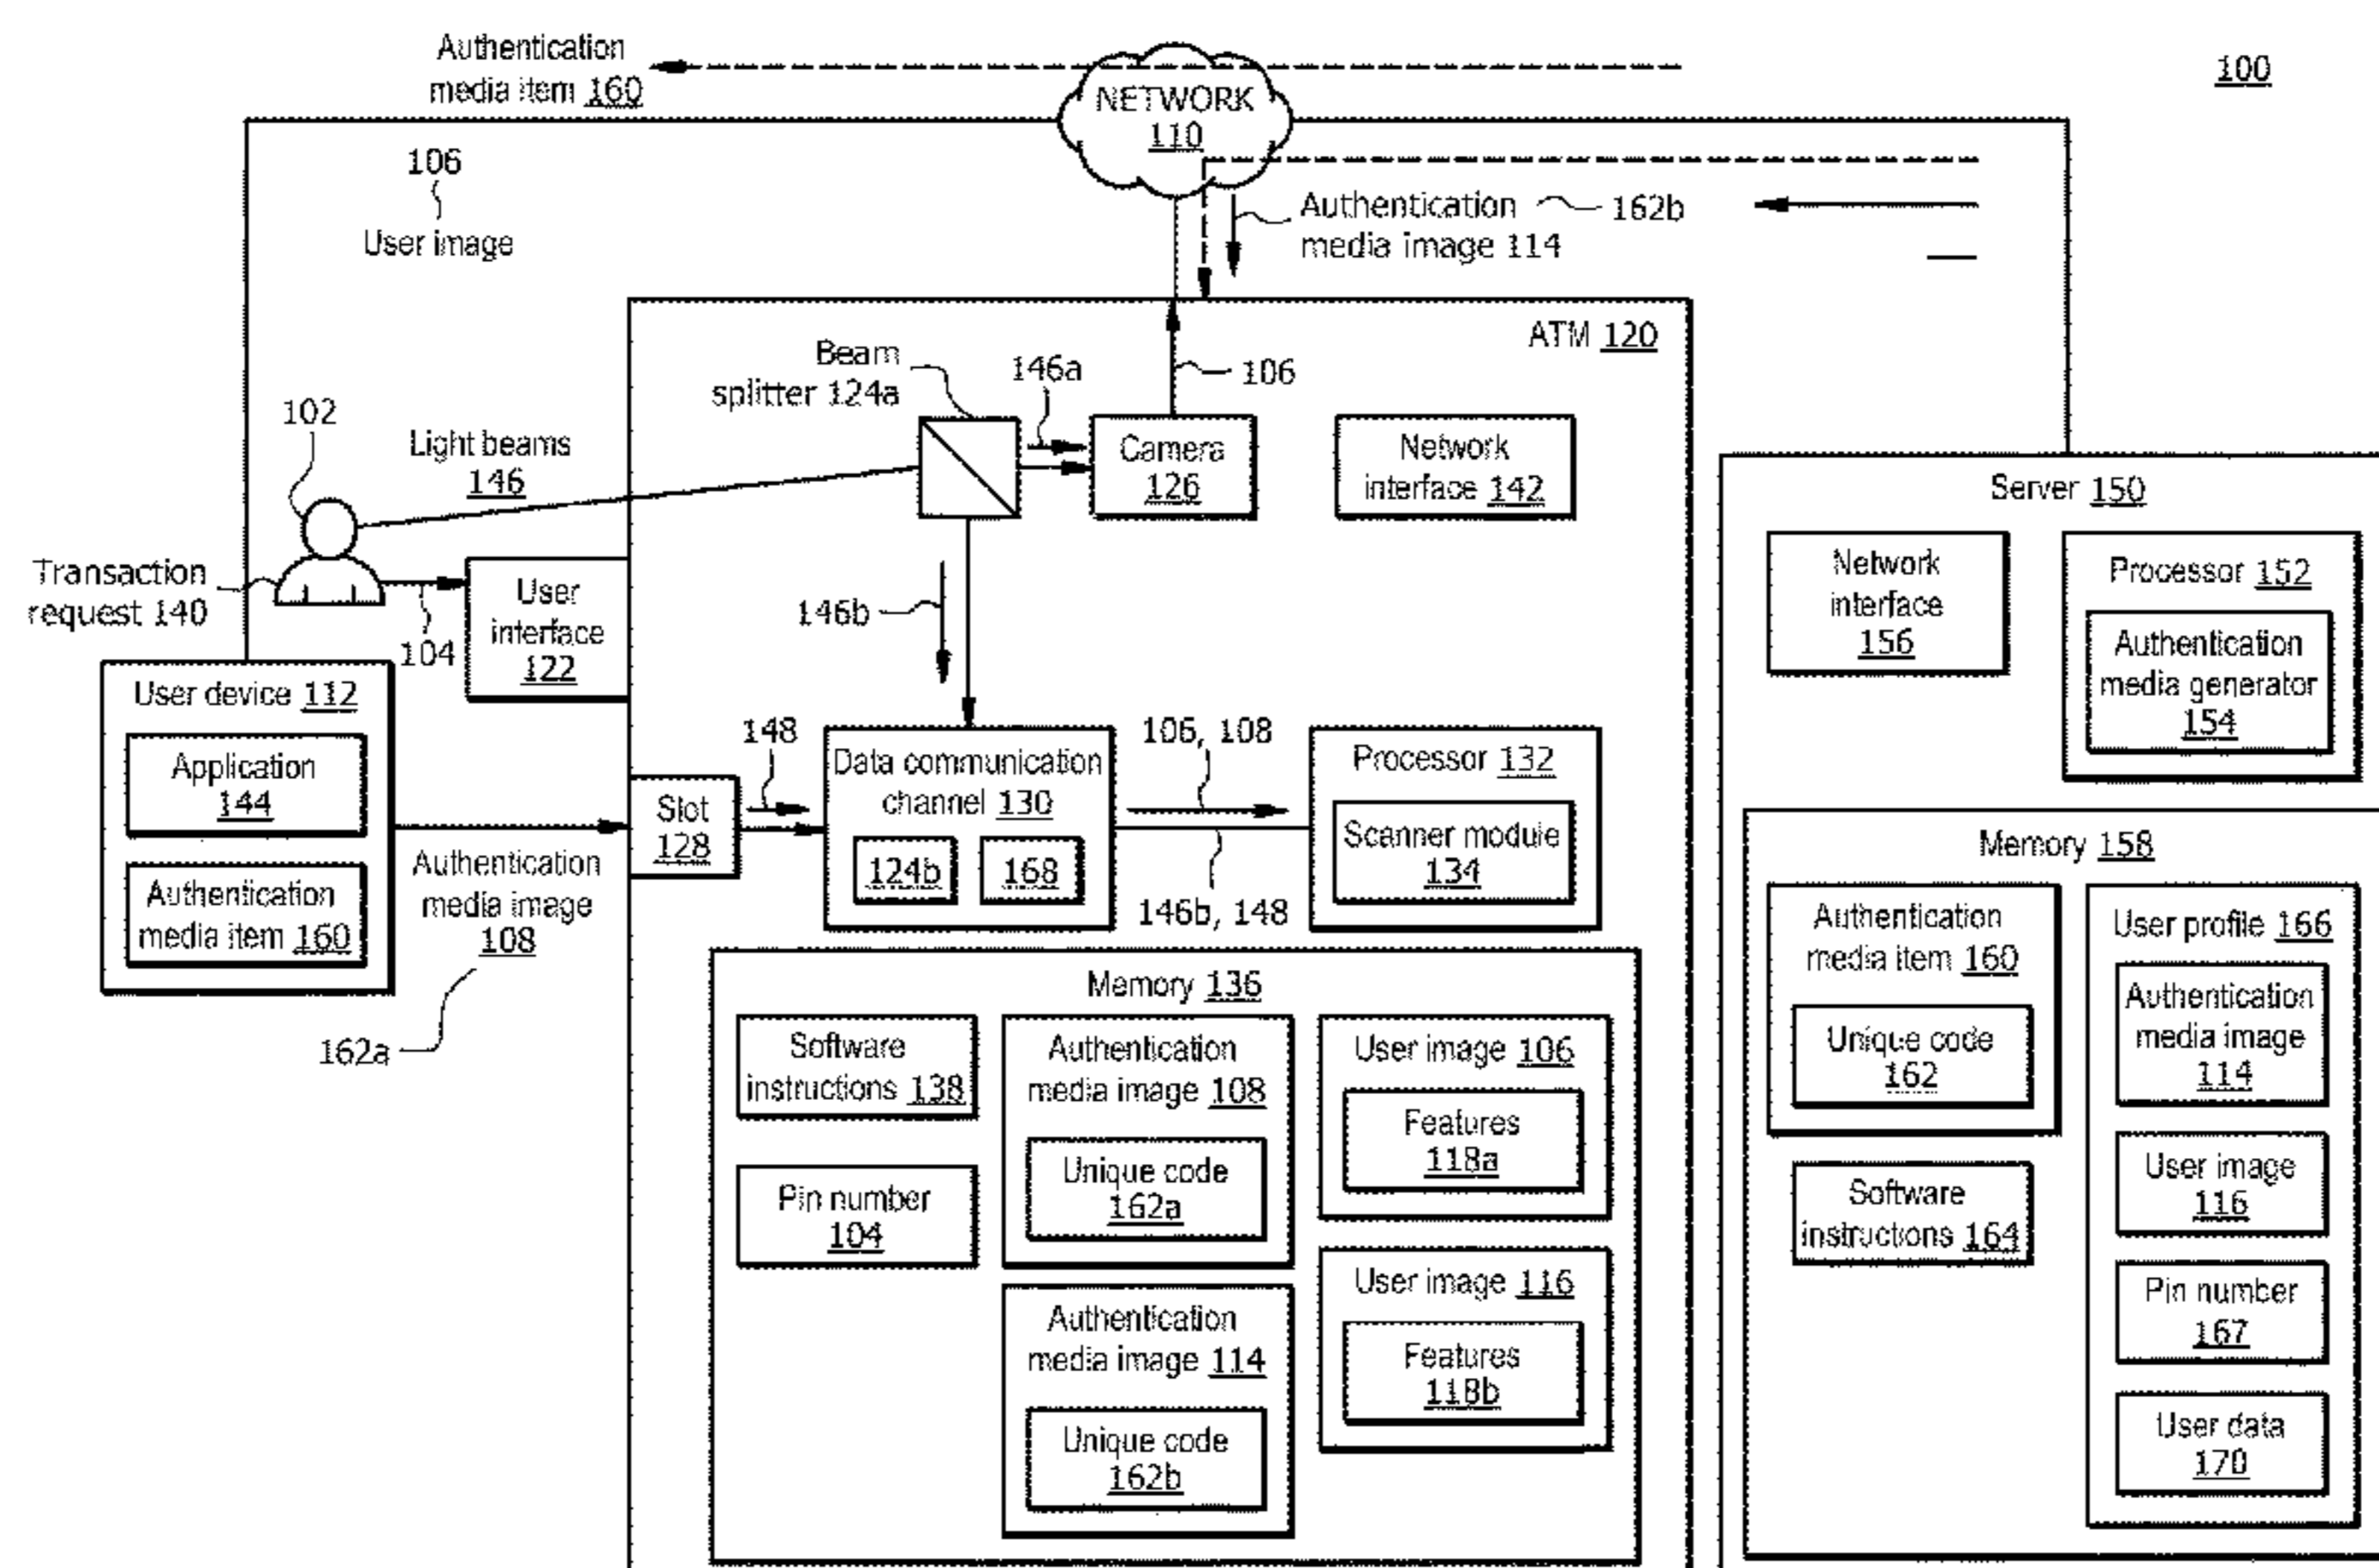 Authentication
media item 160
NETWORK
110
100
106
User image
Authentication 162b
media image 114
ATM 120
Beam
splitter 124a
146a
106
102
Light beams
146
Camera
126
Network
interface 142
Server 150
Transaction
request 140
104
User
interface
122
146b
Network
interface
156
Processor 152
Authentication
media generator
154
User device 112
Application
144
Authentication
media item 160
148
Slot
128
Data communication
channel 130
124b
168
106, 108
146b, 148
Processor 132
Scanner module
134
Authentication
media image
108
162a
Memory 136
Software
instructions 138
Pin number
104
Authentication
media image 108
Unique code
162a
Authentication
media image 114
Unique code
162b
User image 106
Features
118a
User image 116
Features
118b
Memory 158
Authentication
media item 160
Unique code
162
Software
instructions 164
User profile 166
Authentication
media image
114
User image
116
Pin number
167
User data
170